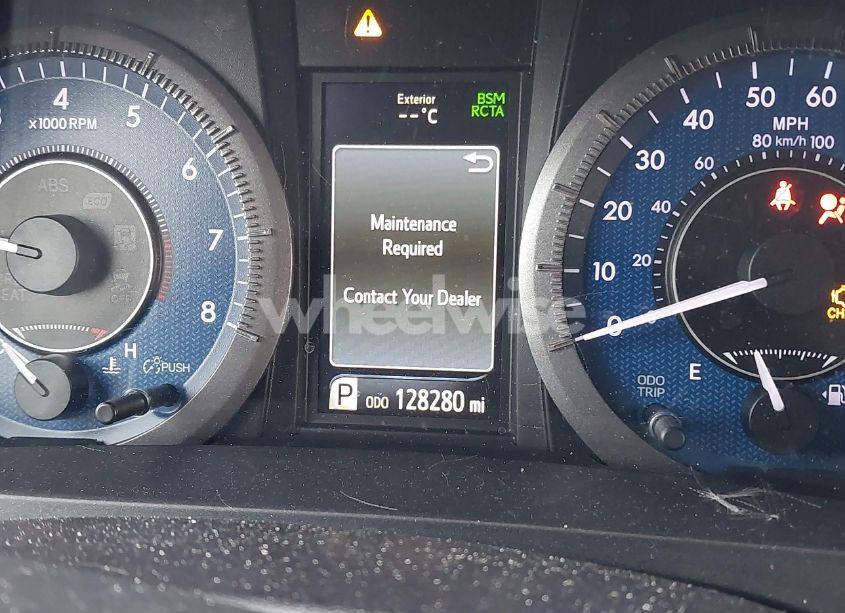 Exterior
--°C
BSM
RCTA
Maintenance
Required
Contact Your Dealer
P ODO 128280 mi
4
5
6
7
8
x1000 RPM
ABS
ECO
OFF
H
PUSH
0
10
20
30
40
50
60
MPH
80 km/h 100
60
40
20
CH
E
ODO
TRIP
wheelwise